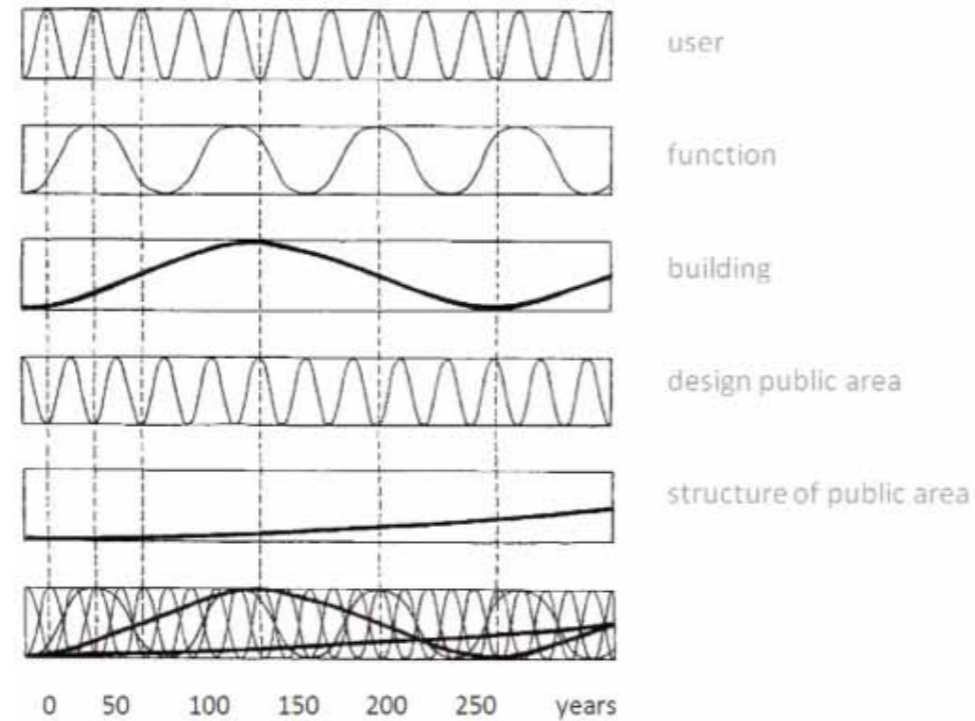 user
function
building
design public area
structure of public area
0 50 100 150 200 250 years